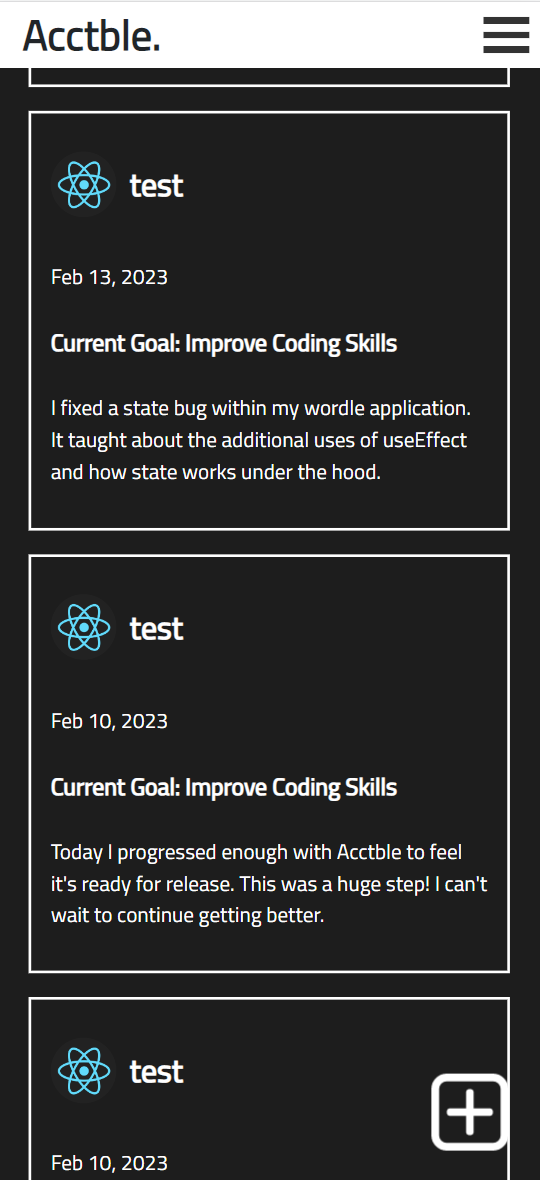 Acctble.
test
Feb 13, 2023
Current Goal: Improve Coding Skills
I fixed a state bug within my wordle application.
It taught about the additional uses of useEffect
and how state works under the hood.
test
Feb 10, 2023
Current Goal: Improve Coding Skills
Today I progressed enough with Acctble to feel
it's ready for release. This was a huge step! I can't
wait to continue getting better.
test
Feb 10, 2023